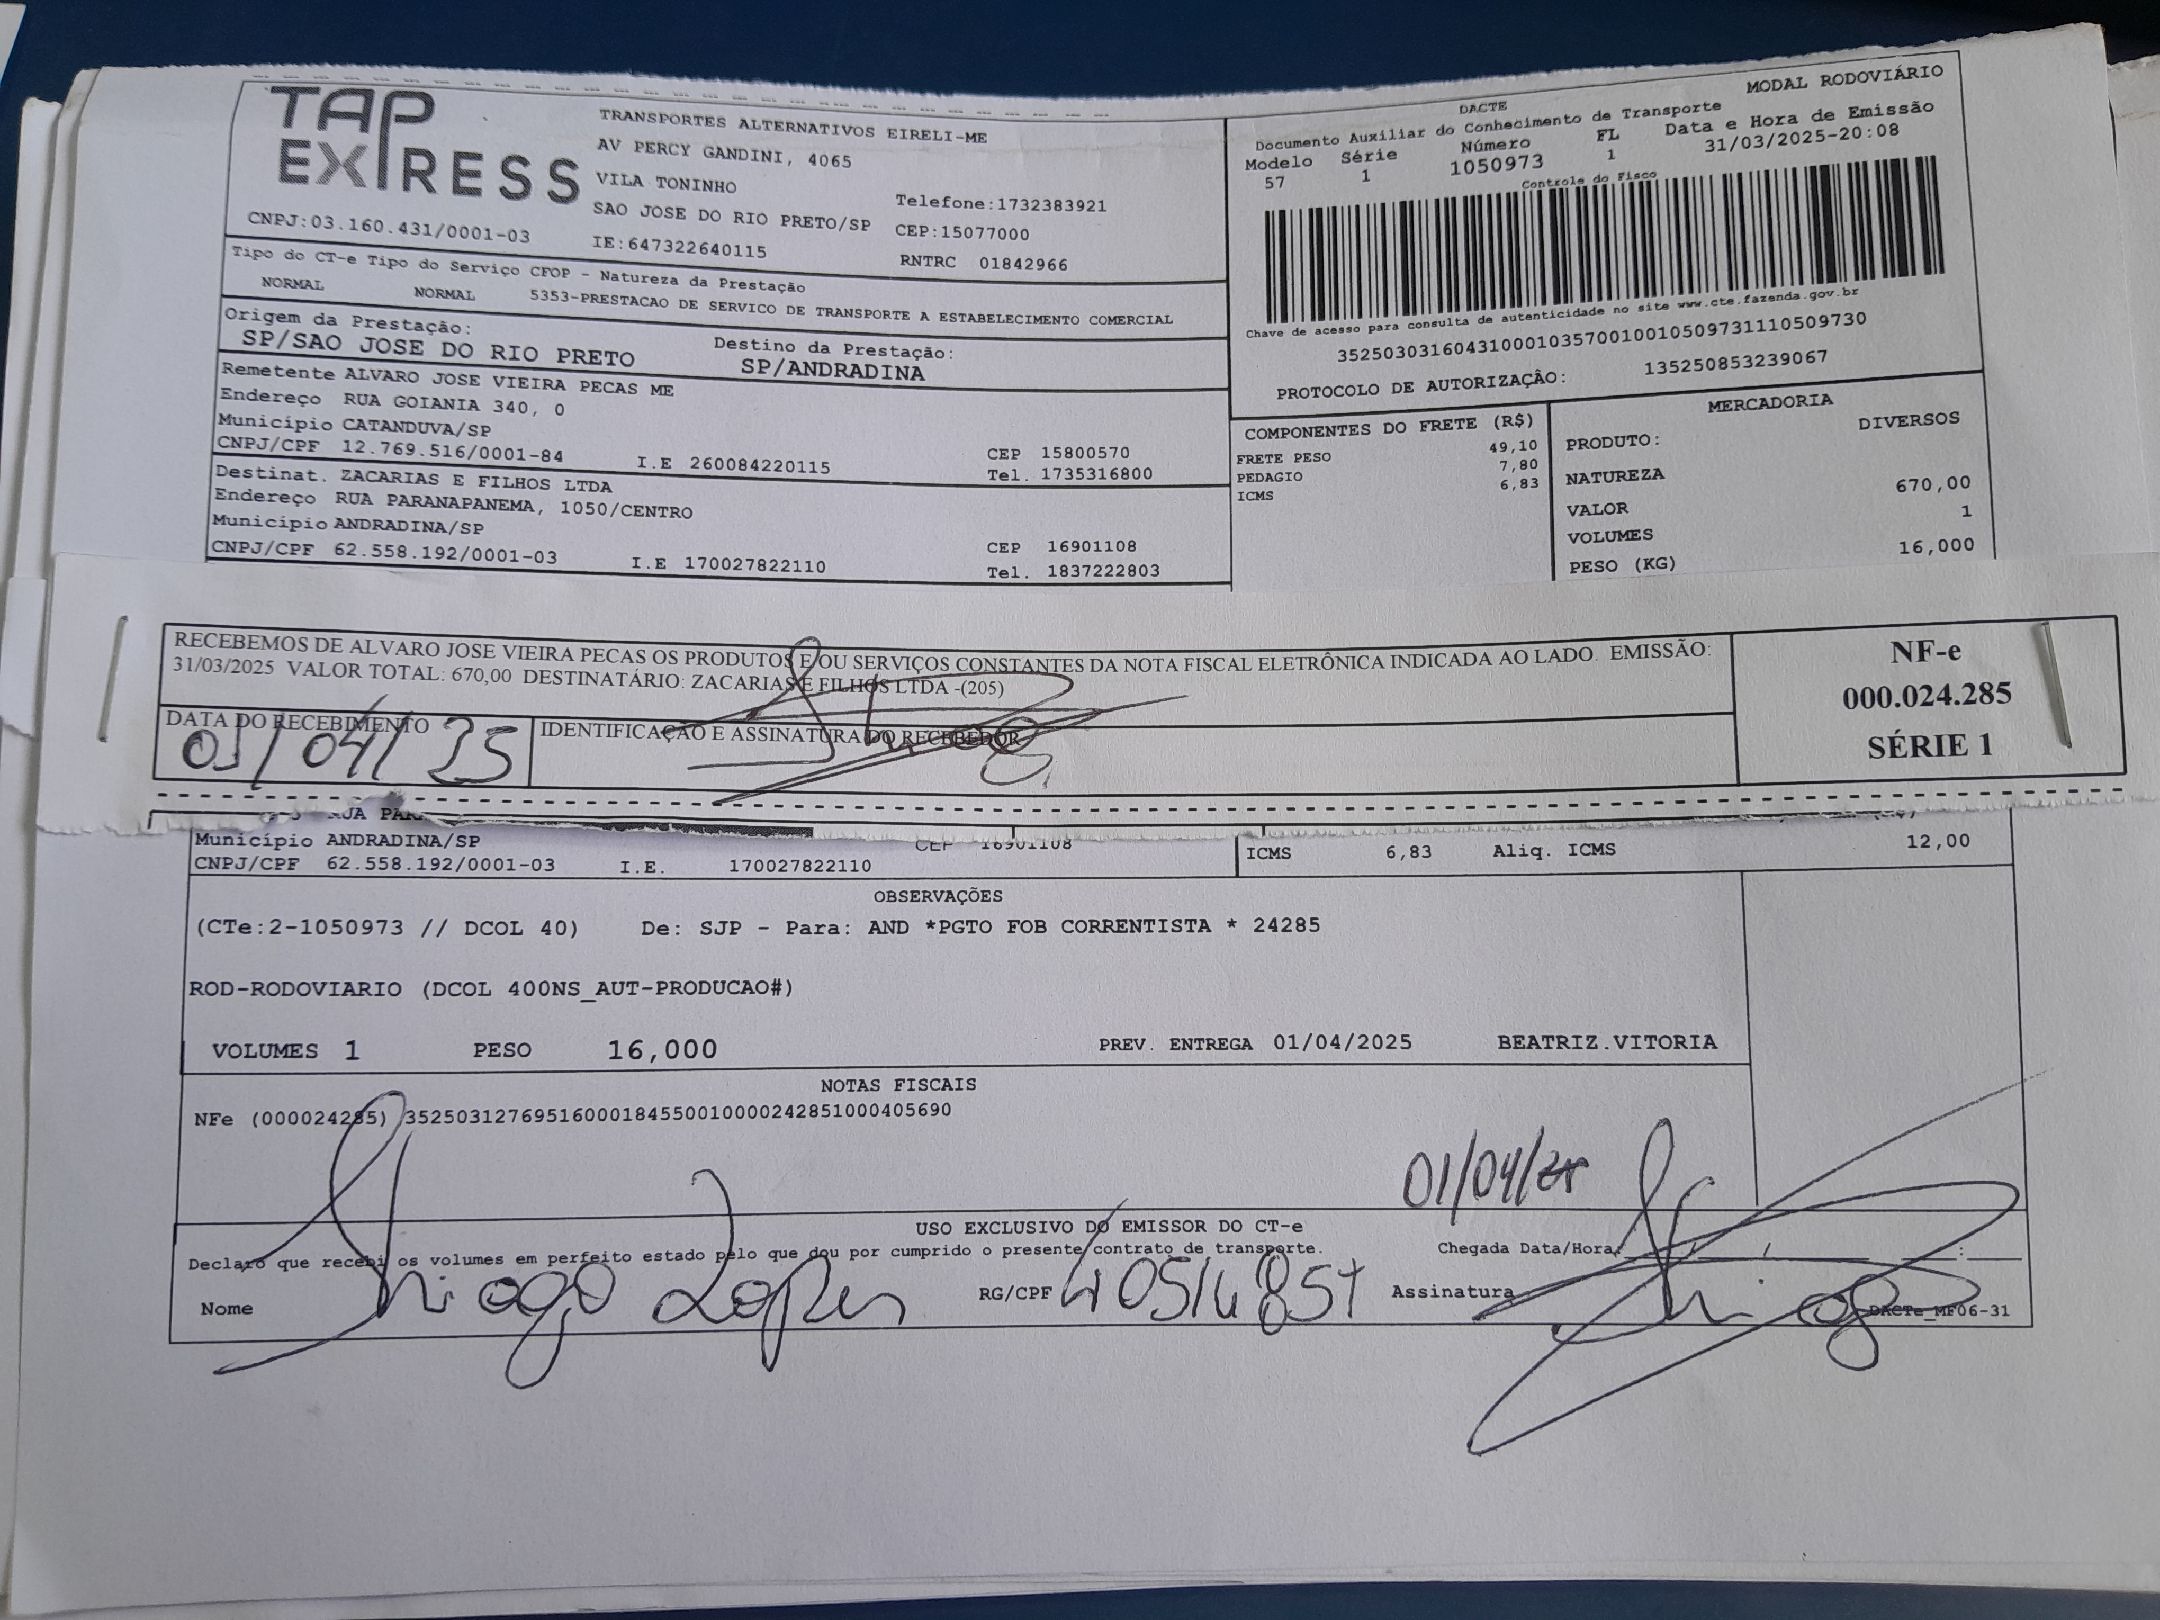 TAP EXPRESS
TRANSPORTES ALTERNATIVOS EIRELI-ME
AV PERCY GANDINI, 4065
VILA TONINHO
SAO JOSE DO RIO PRETO/SP
IE:647322640115
Telefone:1732383921
CEP:15077000
RNTRC 01842966
CNPJ:03.160.431/0001-03
Tipo do CT-e Tipo do Serviço CFOP - Natureza da Prestação
NORMAL NORMAL 5353-PRESTACAO DE SERVICO DE TRANSPORTE A ESTABELECIMENTO COMERCIAL
Origem da Prestação:
SP/SAO JOSE DO RIO PRETO
Destino da Prestação:
SP/ANDRADINA
Remetente ALVARO JOSE VIEIRA PECAS ME
Endereço RUA GOIANIA 340, 0
Município CATANDUVA/SP
CNPJ/CPF 12.769.516/0001-84 I.E 260084220115
CEP 15800570
Tel. 1735316800
Destinat. ZACARIAS E FILHOS LTDA
Endereço RUA PARANAPANEMA, 1050/CENTRO
Município ANDRADINA/SP
CNPJ/CPF 62.558.192/0001-03 I.E 170027822110
CEP 16901108
Tel. 1837222803
DACTE MODAL RODOVIÁRIO
Documento Auxiliar do Conhecimento de Transporte
Modelo Série Número FL Data e Hora de Emissão
57 1 1050973 1 31/03/2025-20:08
Controle do Fisco
Chave de acesso para consulta de autenticidade no site www.cte.fazenda.gov.br
35250303160431000103570010010509731110509730
PROTOCOLO DE AUTORIZAÇÃO: 135250853239067
COMPONENTES DO FRETE (R$)
FRETE PESO 49,10
PEDAGIO 7,80
ICMS 6,83
MERCADORIA
PRODUTO: DIVERSOS
NATUREZA
VALOR 670,00
VOLUMES 1
PESO (KG) 16,000
RECEBEMOS DE ALVARO JOSE VIEIRA PECAS OS PRODUTOS E/OU SERVIÇOS CONSTANTES DA NOTA FISCAL ELETRÔNICA INDICADA AO LADO. EMISSÃO:
31/03/2025 VALOR TOTAL: 670,00 DESTINATÁRIO: ZACARIAS E FILHOS LTDA -(205)
DATA DO RECEBIMENTO
01/04/25
IDENTIFICAÇÃO E ASSINATURA DO RECEBEDOR
NF-e
000.024.285
SÉRIE 1
Município ANDRADINA/SP
CEP 16901108
CNPJ/CPF 62.558.192/0001-03 I.E. 170027822110
ICMS 6,83 Aliq. ICMS 12,00
OBSERVAÇÕES
(CTe:2-1050973 // DCOL 40) De: SJP - Para: AND *PGTO FOB CORRENTISTA * 24285
ROD-RODOVIARIO (DCOL 400NS_AUT-PRODUCAO#)
VOLUMES 1 PESO 16,000 PREV. ENTREGA 01/04/2025 BEATRIZ.VITORIA
NOTAS FISCAIS
NFe (000024285) 35250312769516000184550010000242851000405690
01/04/25
USO EXCLUSIVO DO EMISSOR DO CT-e
Declaro que recebi os volumes em perfeito estado pelo que dou por cumprido o presente contrato de transporte.
Chegada Data/Hora: / / :
Nome Thiago Lopes RG/CPF Assinatura Thiago
DACTe_MF06-31